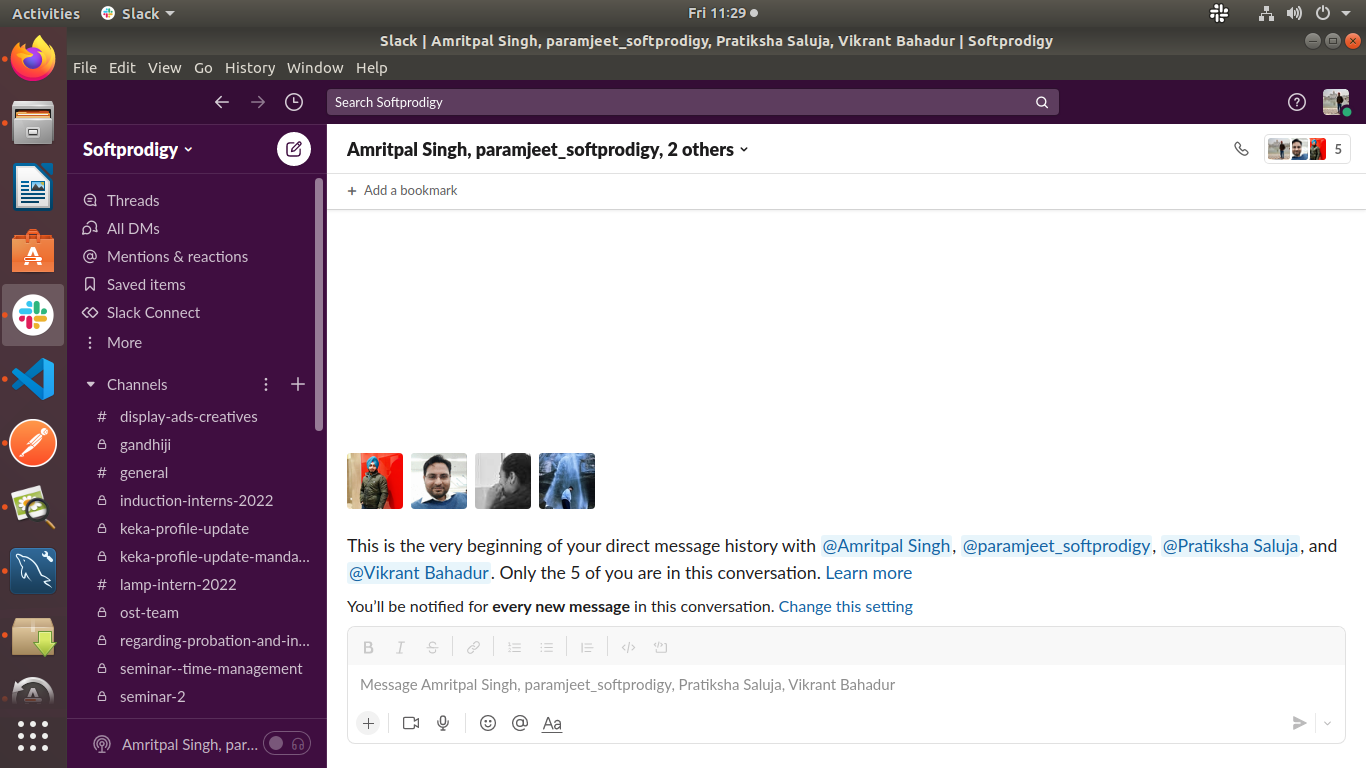 Activities Slack Fri 11:29
Slack | Amritpal Singh, paramjeet_softprodigy, Pratiksha Saluja, Vikrant Bahadur | Softprodigy
File Edit View Go History Window Help
Search Softprodigy
Softprodigy
Threads
All DMs
Mentions & reactions
Saved items
Slack Connect
More
Channels
# display-ads-creatives
gandhiji
# general
induction-interns-2022
keka-profile-update
keka-profile-update-manda...
# lamp-intern-2022
ost-team
regarding-probation-and-in...
seminar--time-management
seminar-2
Amritpal Singh, par...
Amritpal Singh, paramjeet_softprodigy, 2 others
5
+ Add a bookmark
This is the very beginning of your direct message history with @Amritpal Singh, @paramjeet_softprodigy, @Pratiksha Saluja, and
@Vikrant Bahadur. Only the 5 of you are in this conversation. Learn more
You’ll be notified for every new message in this conversation. Change this setting
B I S
Message Amritpal Singh, paramjeet_softprodigy, Pratiksha Saluja, Vikrant Bahadur
Aa